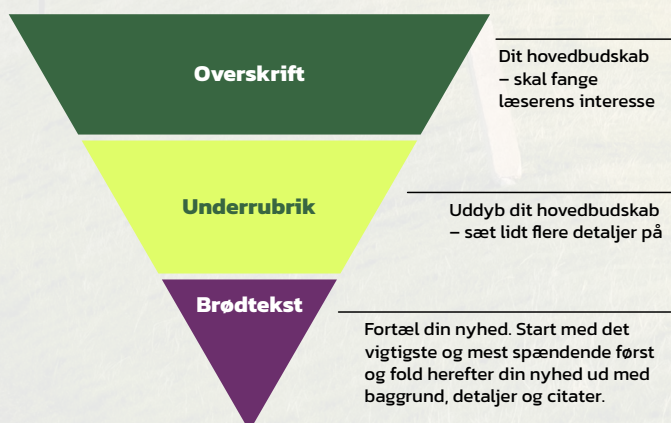 Overskrift
Dit hovedbudskab
– skal fange
læserens interesse
Underrubrik
Uddyb dit hovedbudskab
– sæt lidt flere detaljer på
Brødtekst
Fortæl din nyhed. Start med det
vigtigste og mest spændende først
og fold herefter din nyhed ud med
baggrund, detaljer og citater.